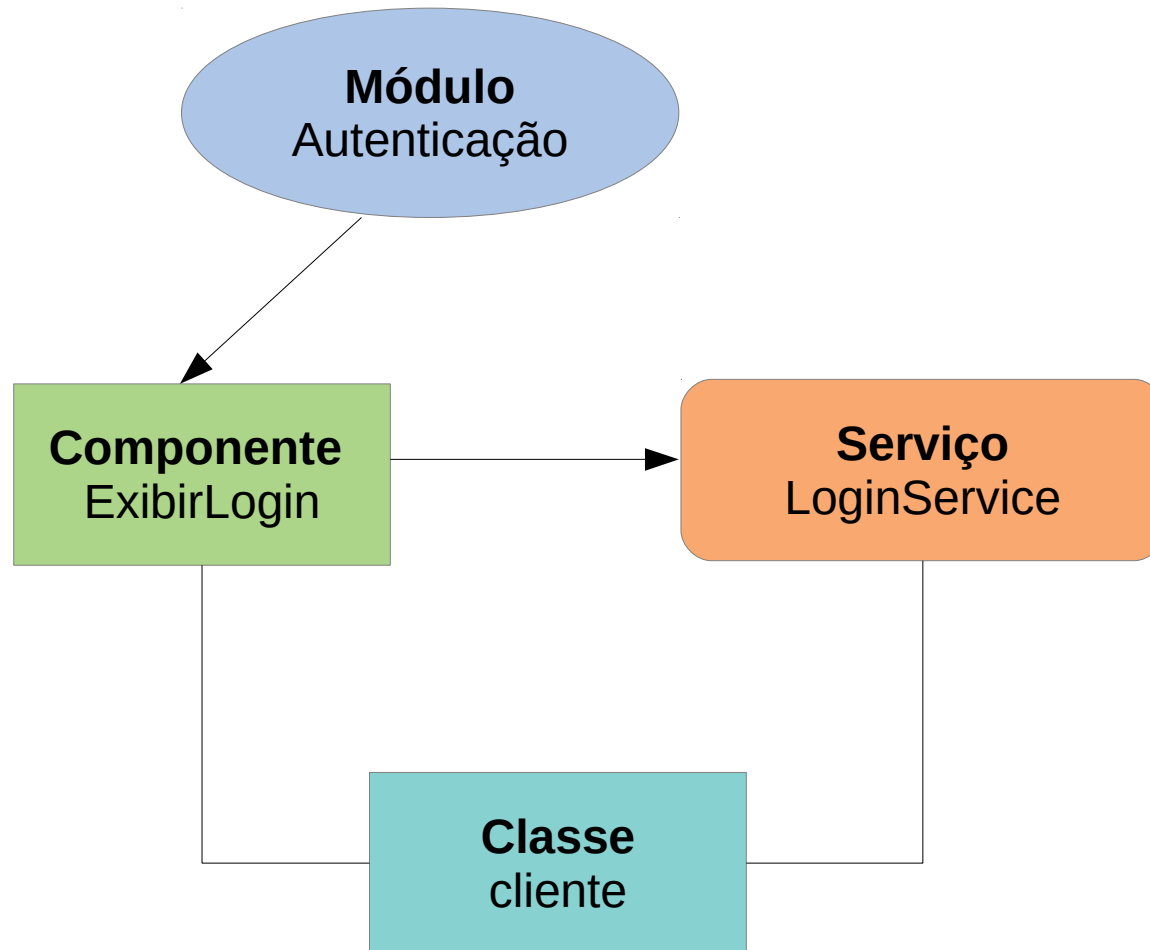 Módulo
Autenticação
Componente
ExibirLogin
Serviço
LoginService
Classe
cliente